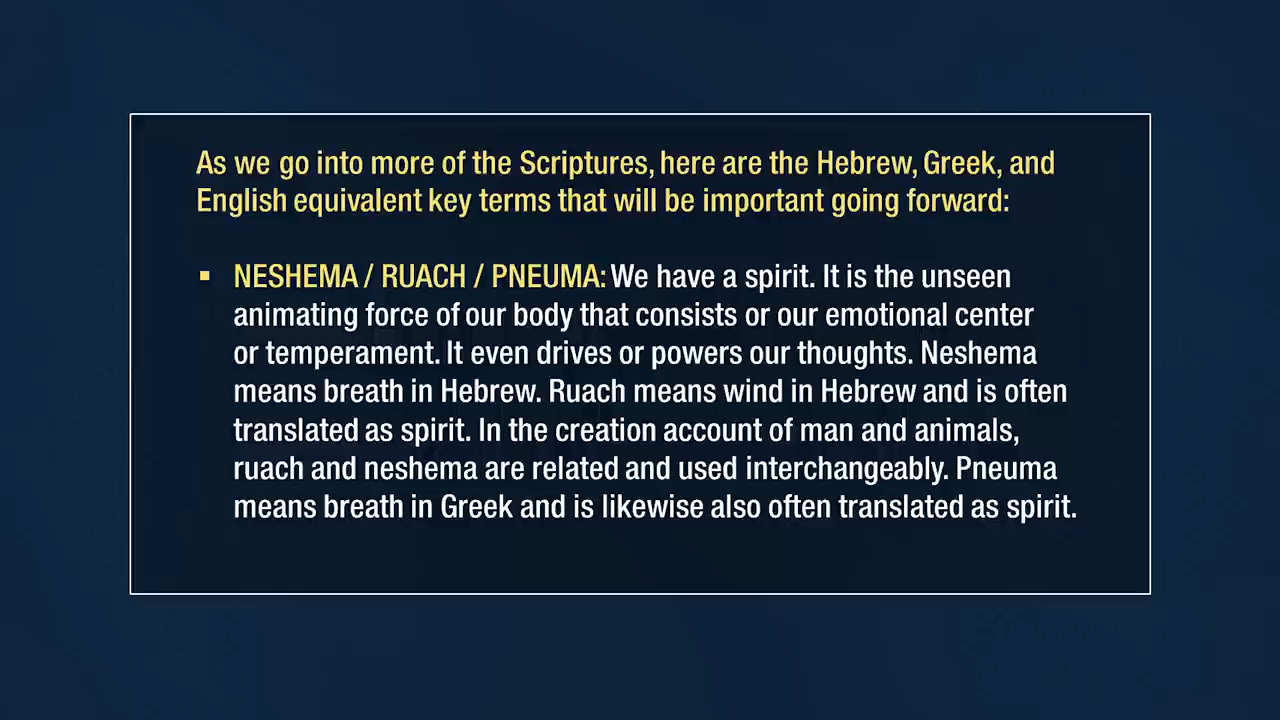 As we go into more of the Scriptures, here are the Hebrew, Greek, and
English equivalent key terms that will be important going forward:
▪ NESHEMA / RUACH / PNEUMA: We have a spirit. It is the unseen
animating force of our body that consists or our emotional center
or temperament. It even drives or powers our thoughts. Neshema
means breath in Hebrew. Ruach means wind in Hebrew and is often
translated as spirit. In the creation account of man and animals,
ruach and neshema are related and used interchangeably. Pneuma
means breath in Greek and is likewise also often translated as spirit.